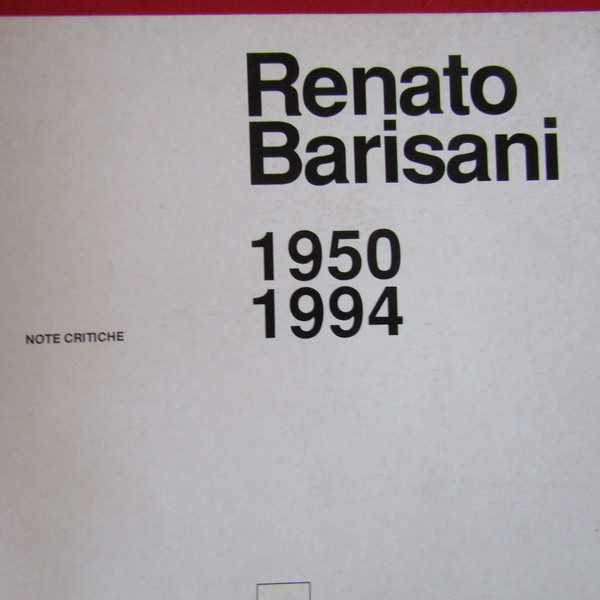 Renato
Barisani
1950
1994
NOTE CRITICHE